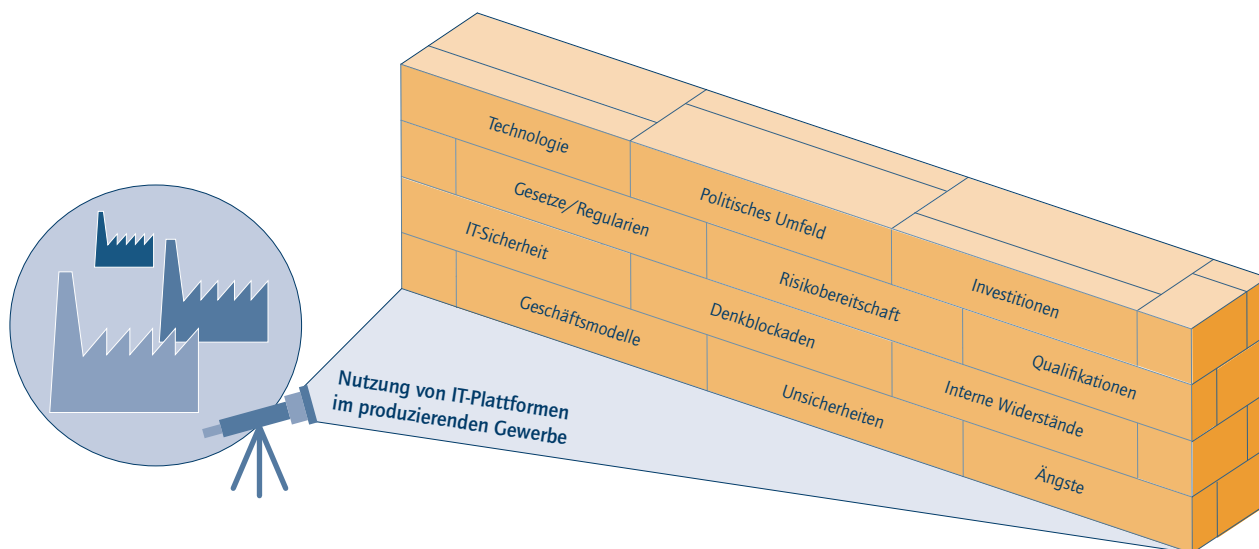 Technologie
Politisches Umfeld
Investitionen
Gesetze/Regularien
Risikobereitschaft
Qualifikationen
IT-Sicherheit
Denkblockaden
Interne Widerstände
Geschäftsmodelle
Unsicherheiten
Ängste
Nutzung von IT-Plattformen
im produzierenden Gewerbe